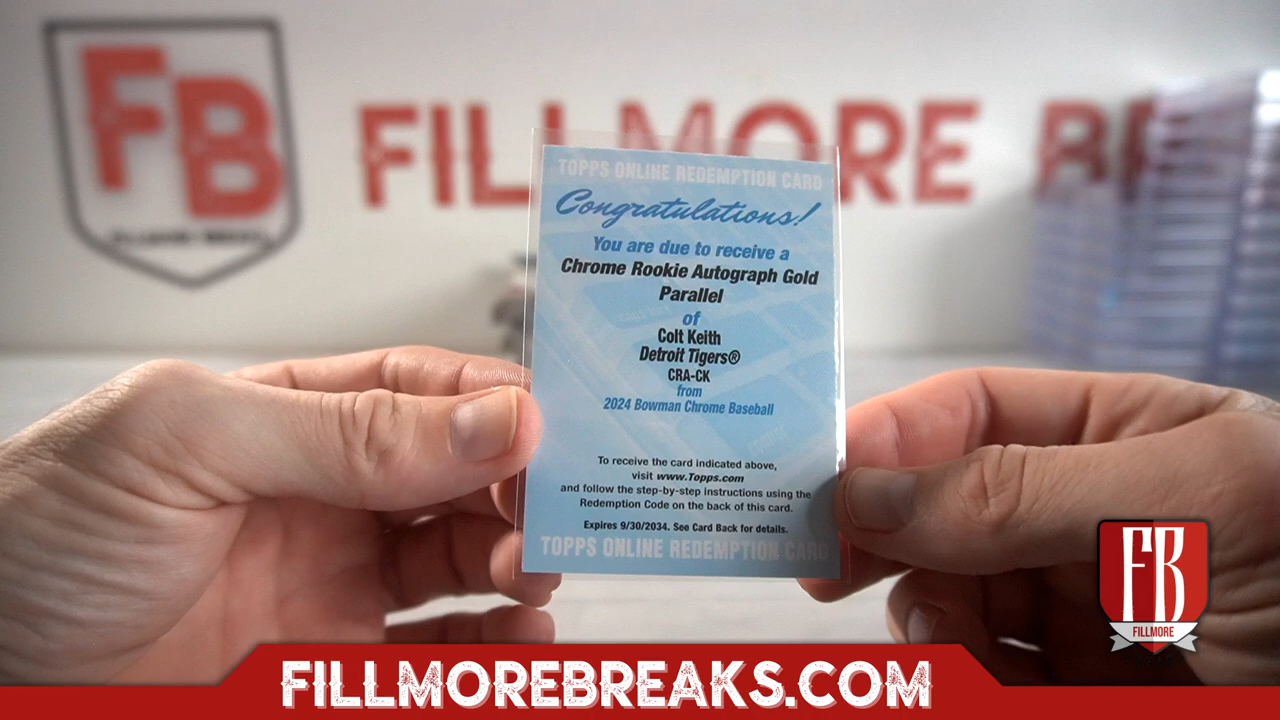 FB
FILLMORE BR
FILLMORE BREAKS
TOPPS ONLINE REDEMPTION CARD
Congratulations!
You are due to receive a
Chrome Rookie Autograph Gold
Parallel
of
Colt Keith
Detroit Tigers®
CRA-CK
from
2024 Bowman Chrome Baseball
To receive the card indicated above,
visit www.Topps.com
and follow the step-by-step instructions using the
Redemption Code on the back of this card.
Expires 9/30/2034. See Card Back for details.
TOPPS ONLINE REDEMPTION CARD
FB
FILLMORE
FILLMOREBREAKS.COM